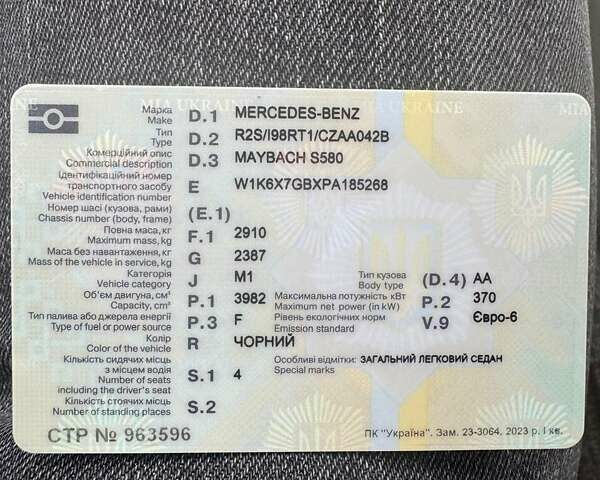 MIA UKRAINE MIA UKRAINE MIA
Марка
Make D.1 MERCEDES-BENZ
Тип
Type D.2 R2S/I98RT1/CZAA042B
Комерційний опис
Commercial description D.3 MAYBACH S580
Ідентифікаційний номер
транспортного засобу
Vehicle identification number E W1K6X7GBXPA185268
Номер шасі (кузова, рами)
Chassis number (body, frame) (E.1)
Повна маса,кг
Maximum mass, kg F.1 2910
Маса без навантаження, кг
Mass of the vehicle in service, kg G 2387
Категорія
Vehicle category J M1
Тип кузова
Body type (D.4) АА
Об'єм двигуна, см³
Capacity, cm³ P.1 3982
Максимальна потужність кВт
Maximum net power (in kW) P.2 370
Тип палива або джерела енергії
Type of fuel or power source P.3 F
Рівень екологічних норм
Emission standard V.9 Євро-6
Колір
Color of the vehicle R ЧОРНИЙ
Кількість сидячих місць
з місцем водія
Number of seats
including the driver's seat S.1 4
Особливі відмітки: ЗАГАЛЬНИЙ ЛЕГКОВИЙ СЕДАН
Special marks
Кількість стоячих місць
Number of standing places S.2
СТР № 963596
ПК "Україна". Зам. 23-3064. 2023 р. І кв.